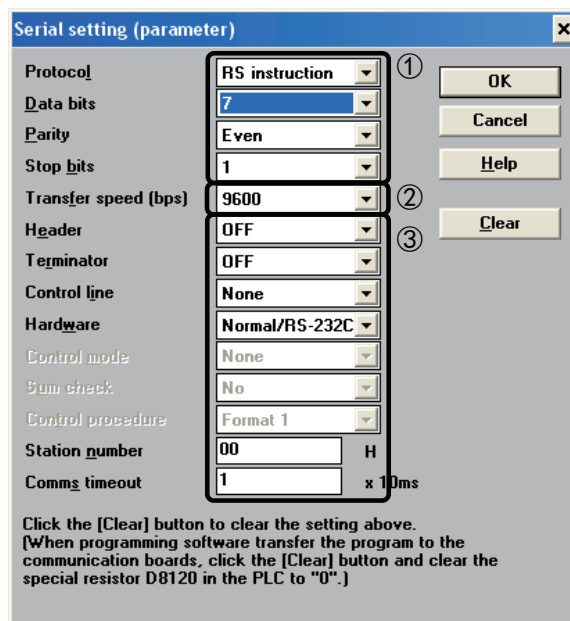 Serial setting (parameter)
Protocol RS instruction ① OK
Data bits 7
Parity Even Cancel
Stop bits 1 Help
Transfer speed (bps) 9600 ②
Header OFF ③ Clear
Terminator OFF
Control line None
Hardware Normal/RS-232C
Control mode None
Sum check No
Control procedure Format 1
Station number 00 H
Comms timeout 1 x 10ms
Click the [Clear] button to clear the setting above.
(When programming software transfer the program to the
communication boards, click the [Clear] button and clear the
special resistor D8120 in the PLC to "0".)